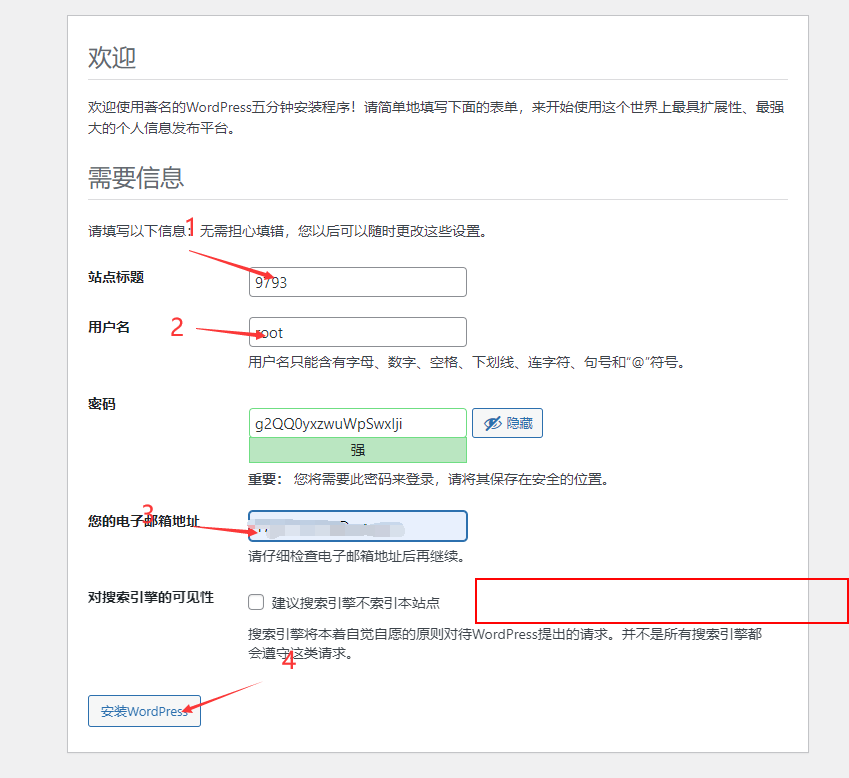 欢迎
欢迎使用著名的WordPress五分钟安装程序！请简单地填写下面的表单，来开始使用这个世界上最具扩展性、最强
大的个人信息发布平台。
需要信息
请填写以下信息。无需担心填错，您以后可以随时更改这些设置。
1
站点标题
9793
用户名
2
root
用户名只能含有字母、数字、空格、下划线、连字符、句号和“@”符号。
密码
g2QQ0yxzwuWpSwxIji
隐藏
强
重要： 您将需要此密码来登录，请将其保存在安全的位置。
3
您的电子邮箱地址
请仔细检查电子邮箱地址后再继续。
对搜索引擎的可见性
建议搜索引擎不索引本站点
搜索引擎将本着自觉自愿的原则对待WordPress提出的请求。并不是所有搜索引擎都
会遵守这类请求。
4
安装WordPress